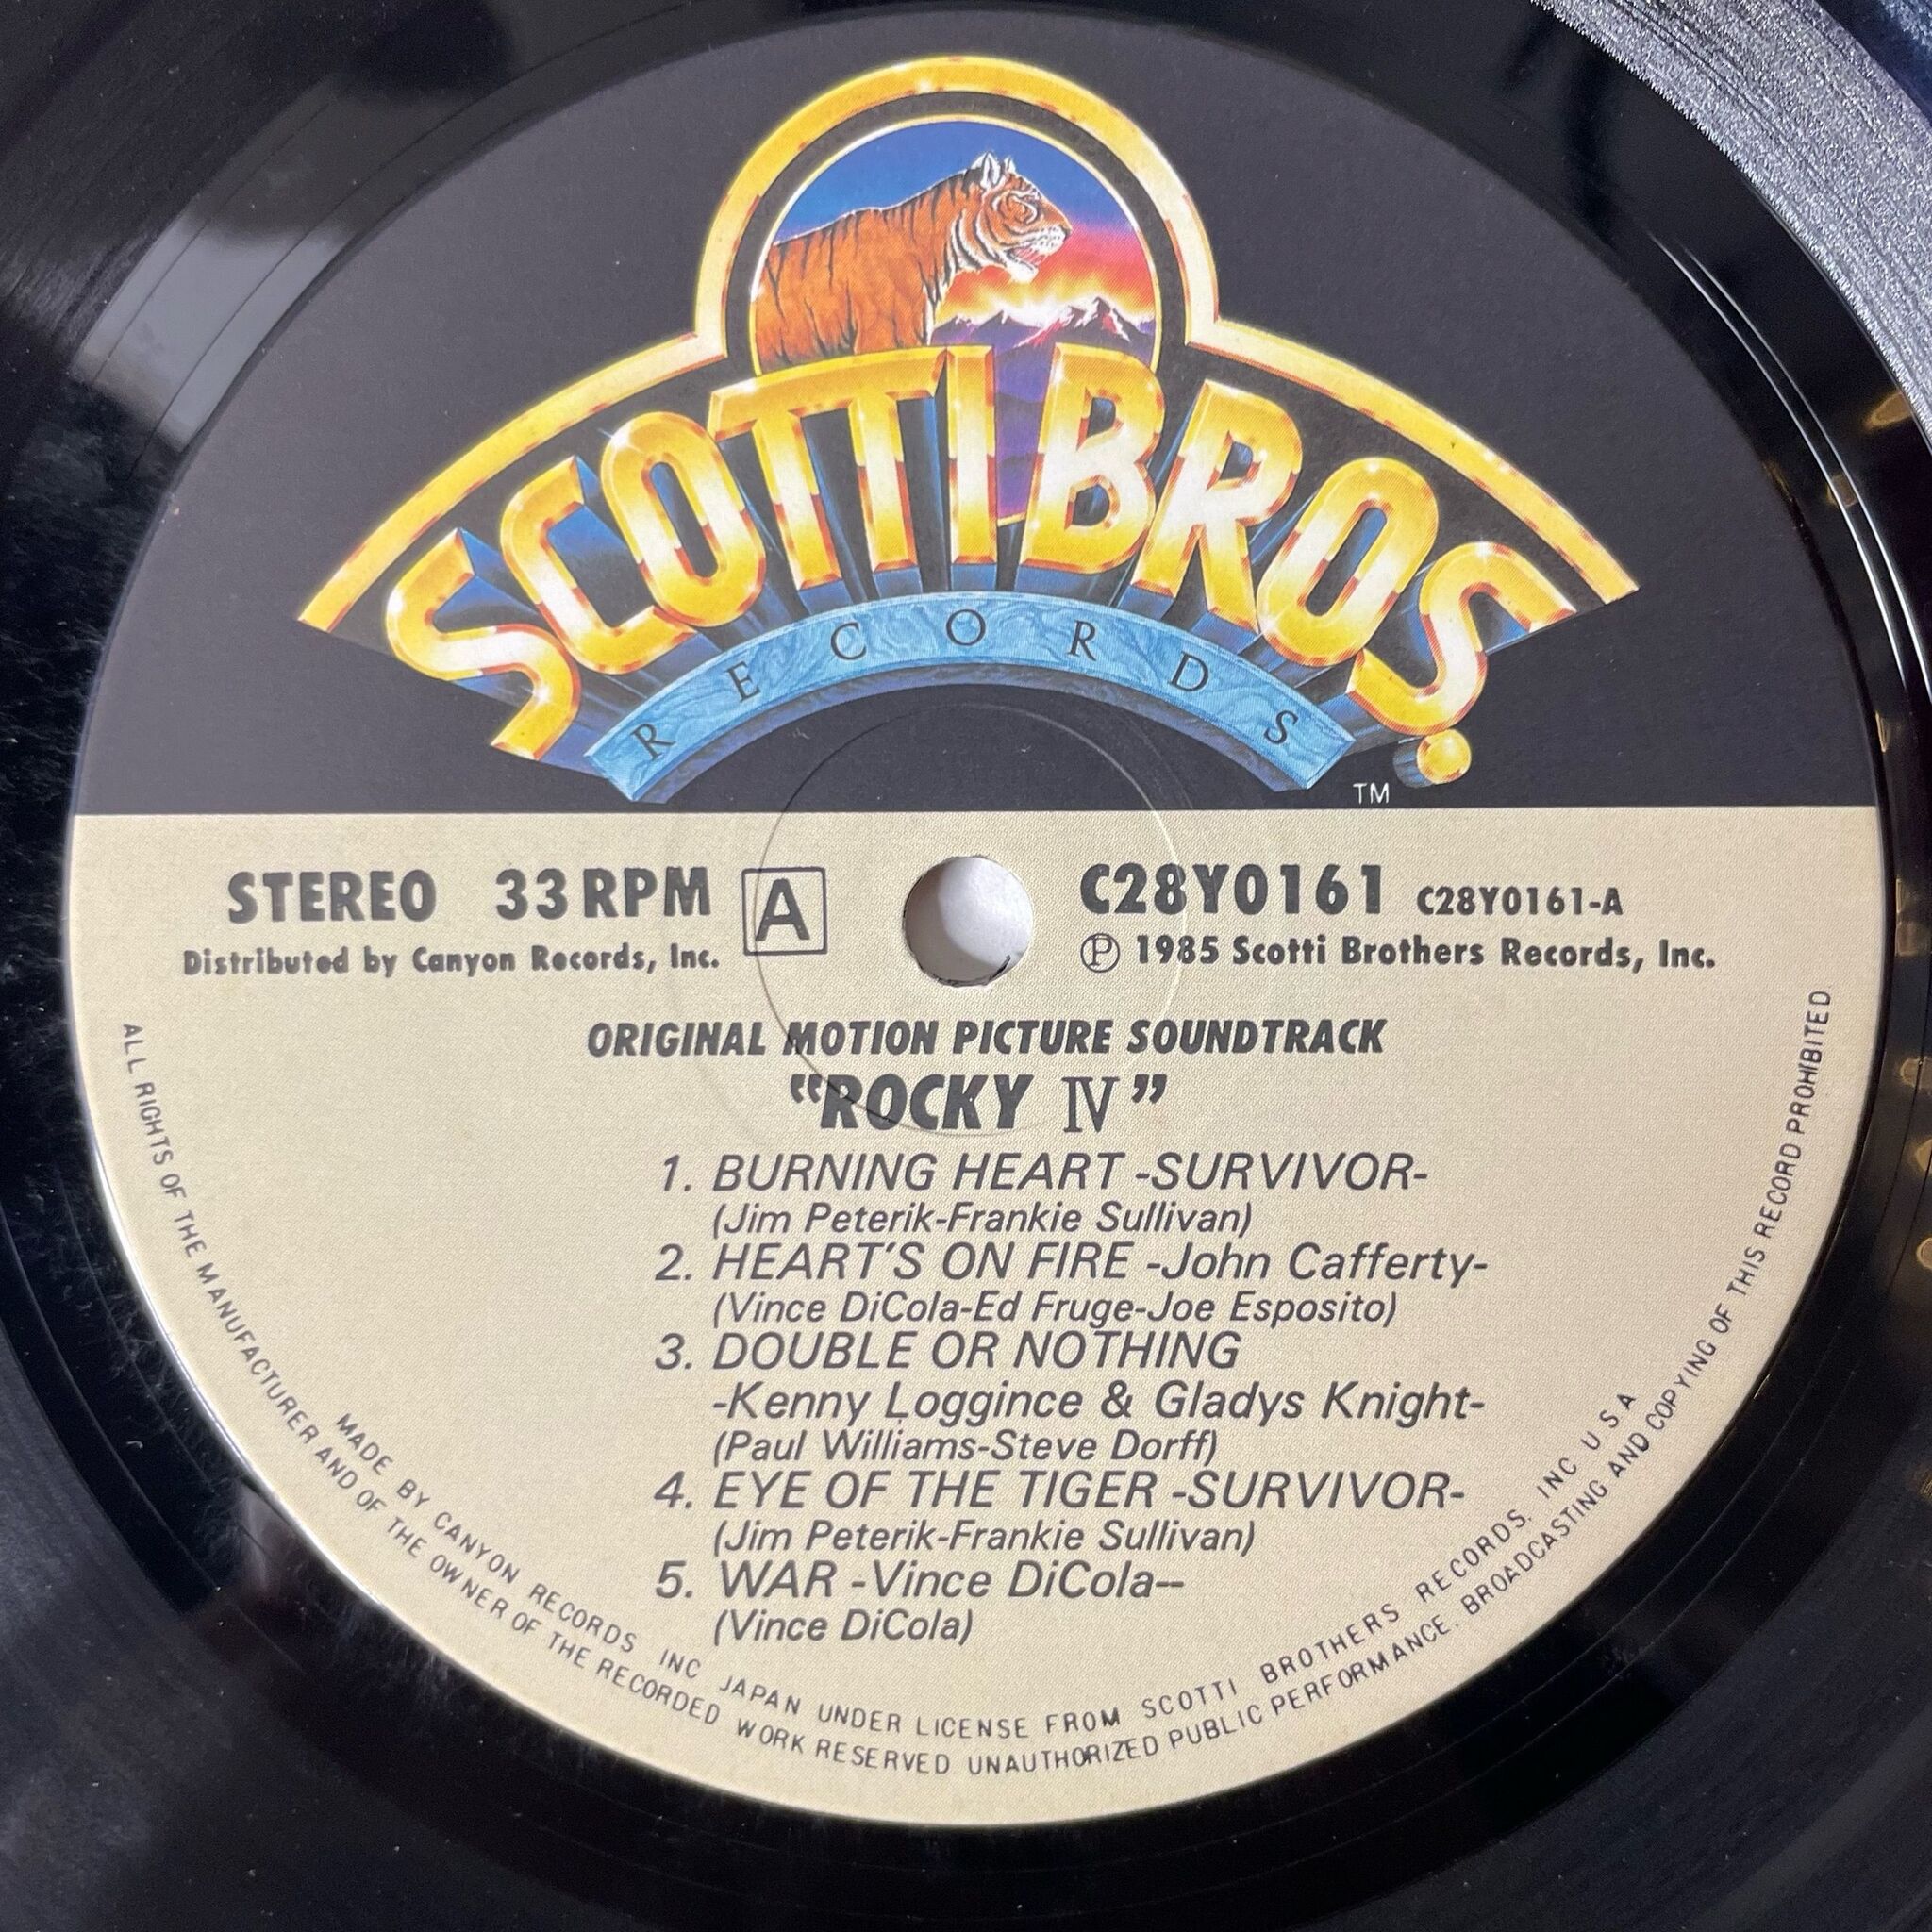 SCOTTI BROS.
RECORDS
TM
STEREO 33 RPM A C28Y0161 C28Y0161-A
Distributed by Canyon Records, Inc. Ⓟ 1985 Scotti Brothers Records, Inc.
ORIGINAL MOTION PICTURE SOUNDTRACK
“ROCKY Ⅳ”
1. BURNING HEART -SURVIVOR-
(Jim Peterik-Frankie Sullivan)
2. HEART'S ON FIRE -John Cafferty-
(Vince DiCola-Ed Fruge-Joe Esposito)
3. DOUBLE OR NOTHING
-Kenny Loggince & Gladys Knight-
(Paul Williams-Steve Dorff)
4. EYE OF THE TIGER -SURVIVOR-
(Jim Peterik-Frankie Sullivan)
5. WAR -Vince DiCola--
(Vince DiCola)
MADE BY CANYON RECORDS INC JAPAN UNDER LICENSE FROM SCOTTI BROTHERS RECORDS. INC U S A
ALL RIGHTS OF THE MANUFACTURER AND OF THE OWNER OF THE RECORDED WORK RESERVED UNAUTHORIZED PUBLIC PERFORMANCE. BROADCASTING AND COPYING OF THIS RECORD PROHIBITED